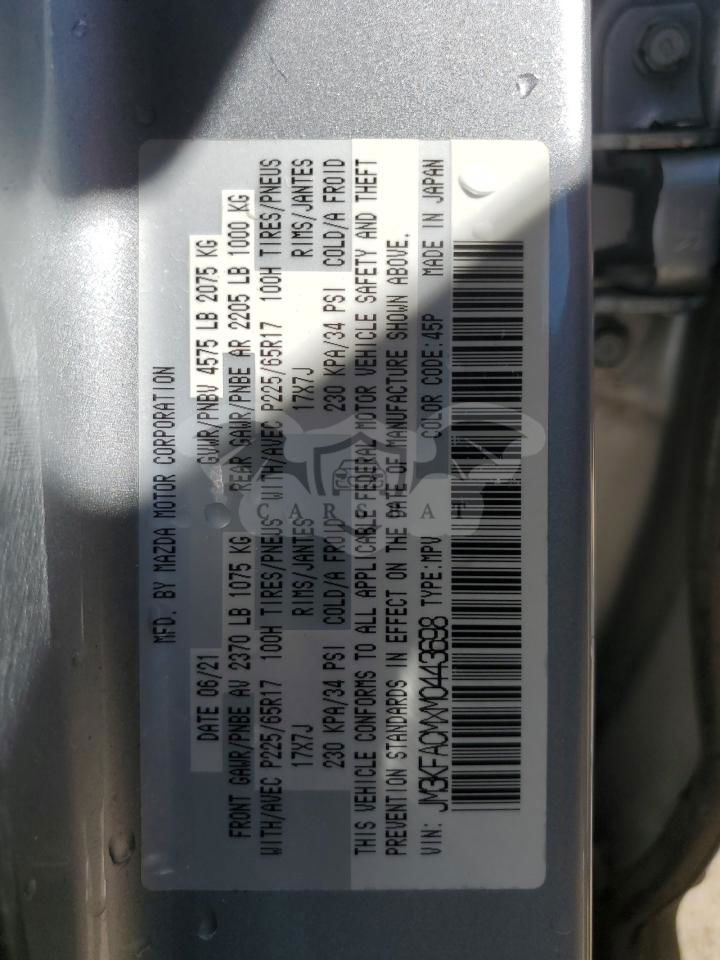 MFD. BY MAZDA MOTOR CORPORATION
DATE 06/21 GVWR/PNBV 4575 LB 2075 KG
FRONT GAWR/PNBE AV 2370 LB 1075 KG REAR GAWR/PNBE AR 2205 LB 1000 KG
WITH/AVEC P225/65R17 100H TIRES/PNEUS WITH/AVEC P225/65R17 100H TIRES/PNEUS
17X7J RIMS/JANTES 17X7J RIMS/JANTES
230 KPA/34 PSI COLD/A FROID 230 KPA/34 PSI COLD/A FROID
THIS VEHICLE CONFORMS TO ALL APPLICABLE FEDERAL MOTOR VEHICLE SAFETY AND THEFT
PREVENTION STANDARDS IN EFFECT ON THE DATE OF MANUFACTURE SHOWN ABOVE.
VIN: JM3KFACMXM0443698 TYPE:MPV COLOR CODE:45P MADE IN JAPAN